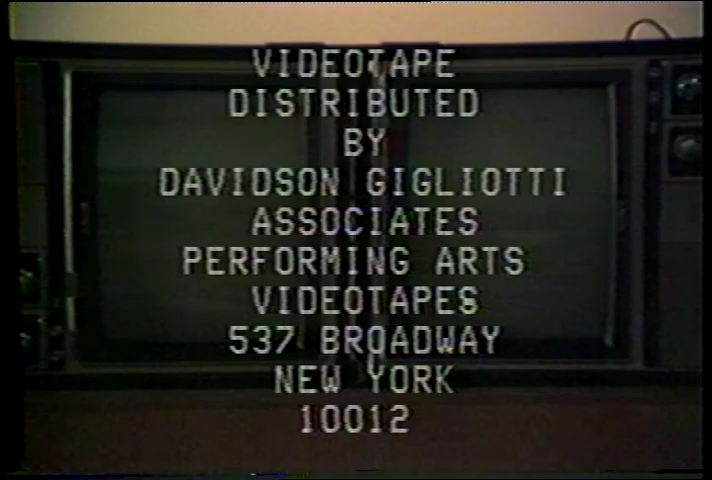 VIDEOTAPE
DISTRIBUTED
BY
DAVIDSON GIGLIOTTI
ASSOCIATES
PERFORMING ARTS
VIDEOTAPES
537 BROADWAY
NEW YORK
10012